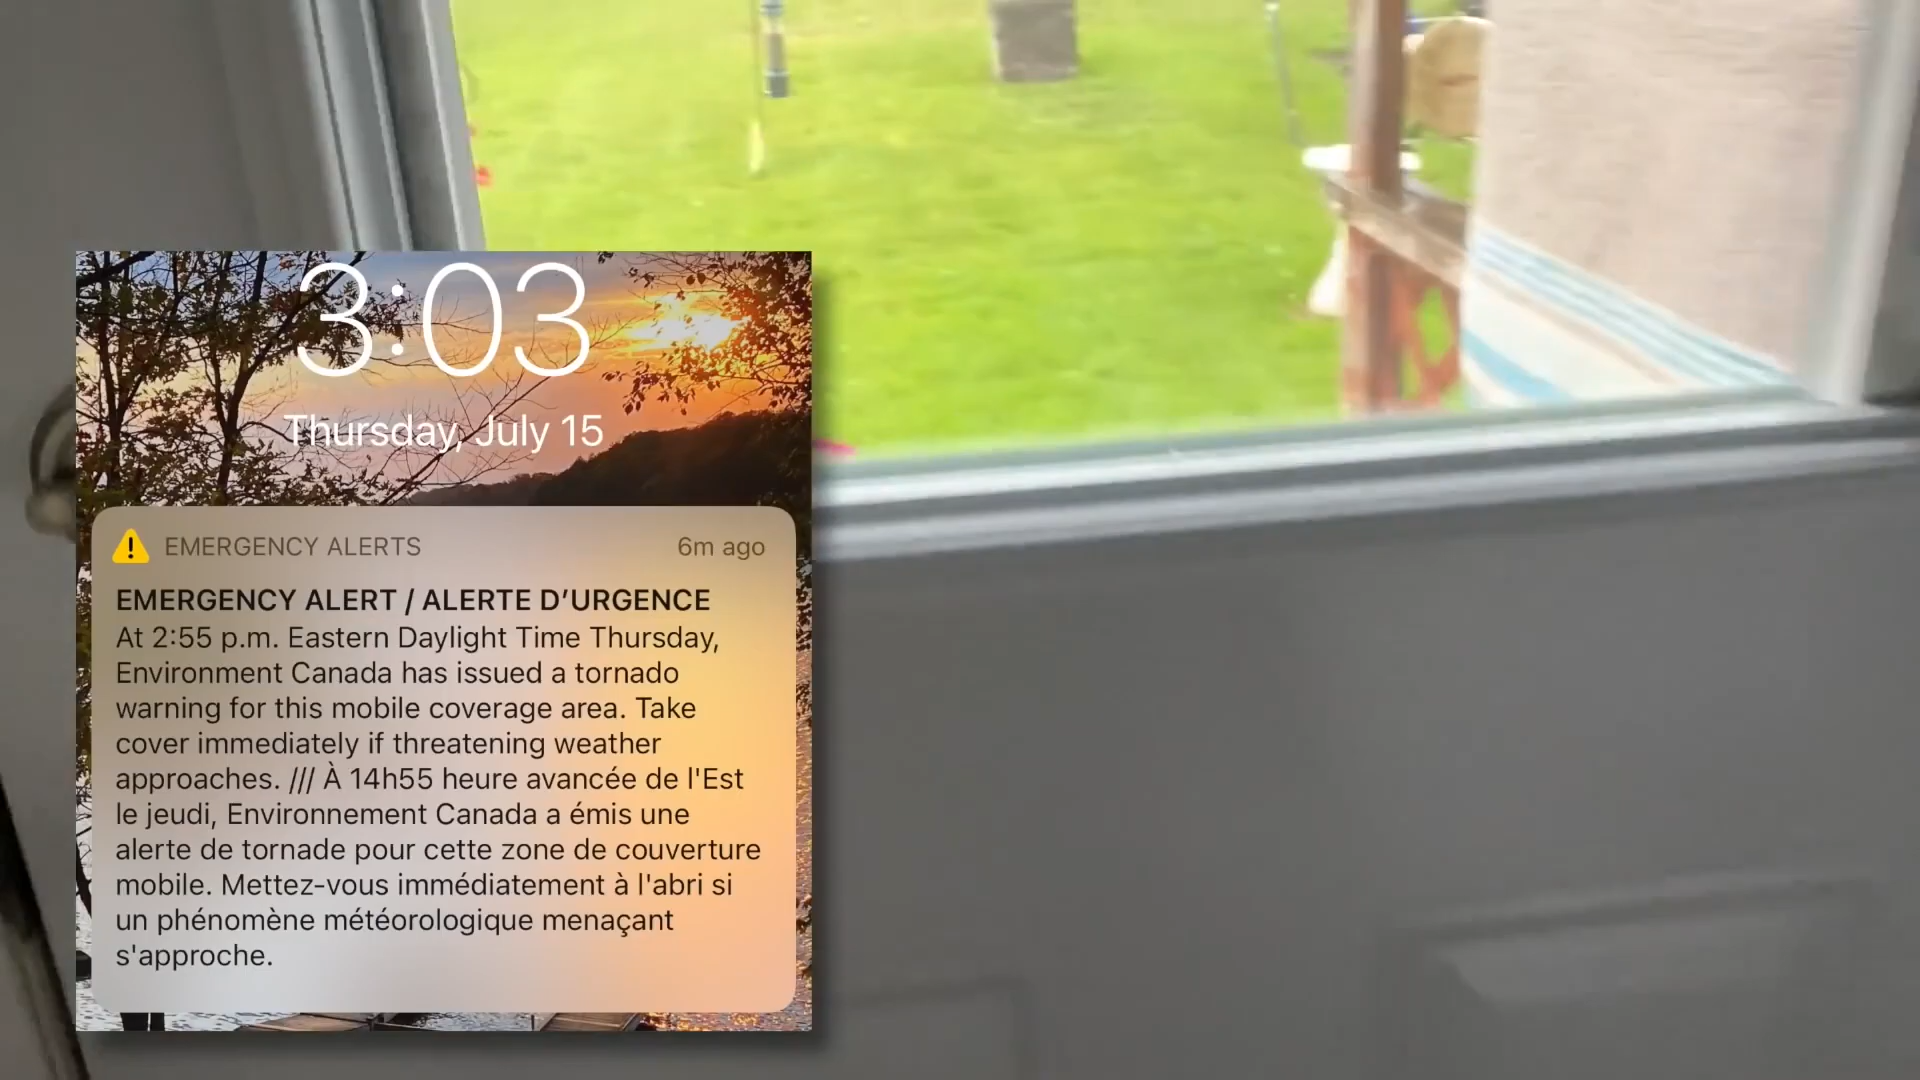 3:03
Thursday, July 15
EMERGENCY ALERTS 6m ago
EMERGENCY ALERT / ALERTE D’URGENCE
At 2:55 p.m. Eastern Daylight Time Thursday,
Environment Canada has issued a tornado
warning for this mobile coverage area. Take
cover immediately if threatening weather
approaches. /// À 14h55 heure avancée de l'Est
le jeudi, Environnement Canada a émis une
alerte de tornade pour cette zone de couverture
mobile. Mettez-vous immédiatement à l'abri si
un phénomène météorologique menaçant
s'approche.